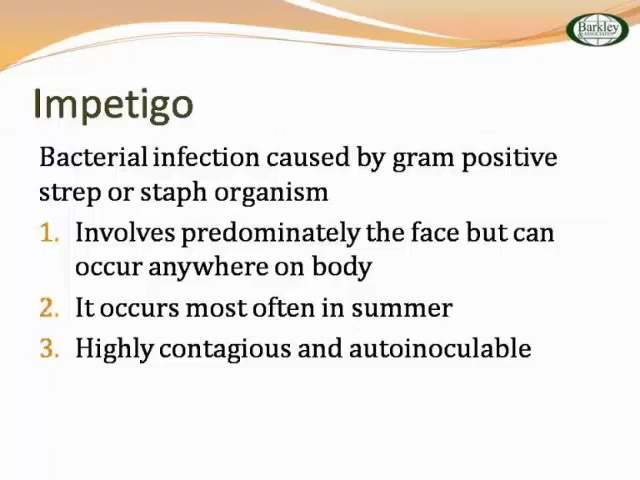 Barkley
& ASSOCIATES
Impetigo
Bacterial infection caused by gram positive
strep or staph organism
1. Involves predominately the face but can
occur anywhere on body
2. It occurs most often in summer
3. Highly contagious and autoinoculable